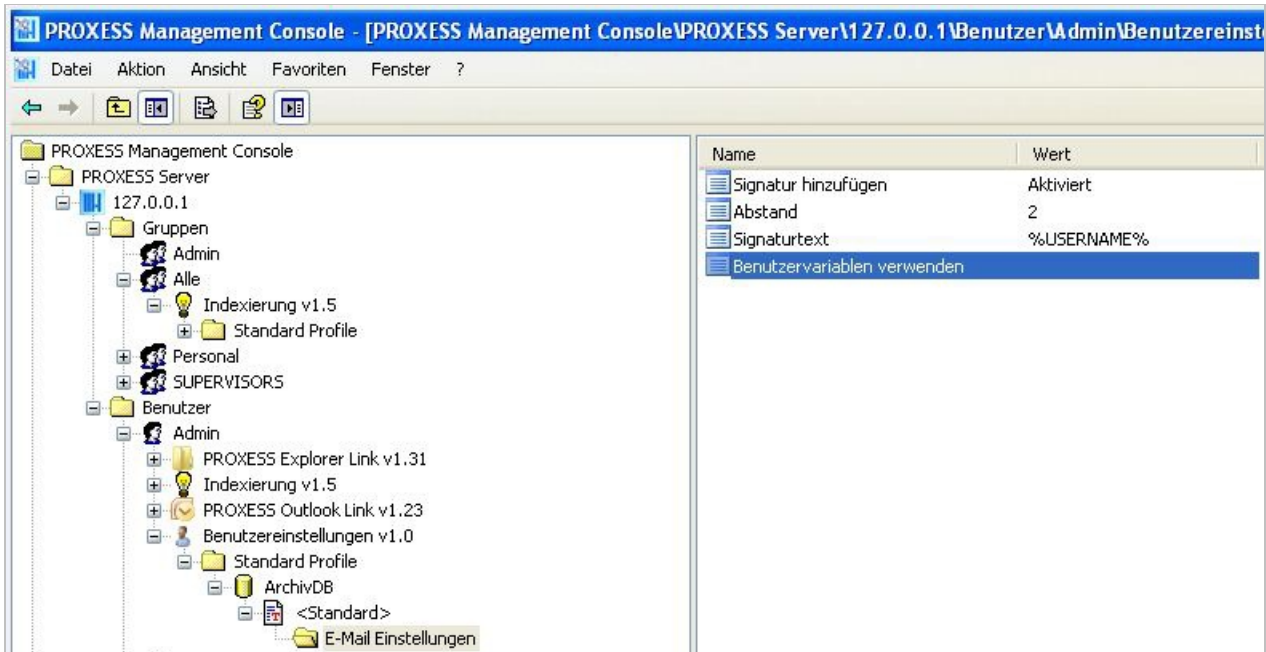 PROXESS Management Console - [PROXESS Management Console\PROXESS Server\127.0.0.1\Benutzer\Admin\Benutzereinst
Datei Aktion Ansicht Favoriten Fenster ?
PROXESS Management Console
PROXESS Server
127.0.0.1
Gruppen
Admin
Alle
Indexierung v1.5
Standard Profile
Personal
SUPERVISORS
Benutzer
Admin
PROXESS Explorer Link v1.31
Indexierung v1.5
PROXESS Outlook Link v1.23
Benutzereinstellungen v1.0
Standard Profile
ArchivDB
<Standard>
E-Mail Einstellungen
Name Wert
Signatur hinzufügen Aktiviert
Abstand 2
Signaturtext %USERNAME%
Benutzervariablen verwenden